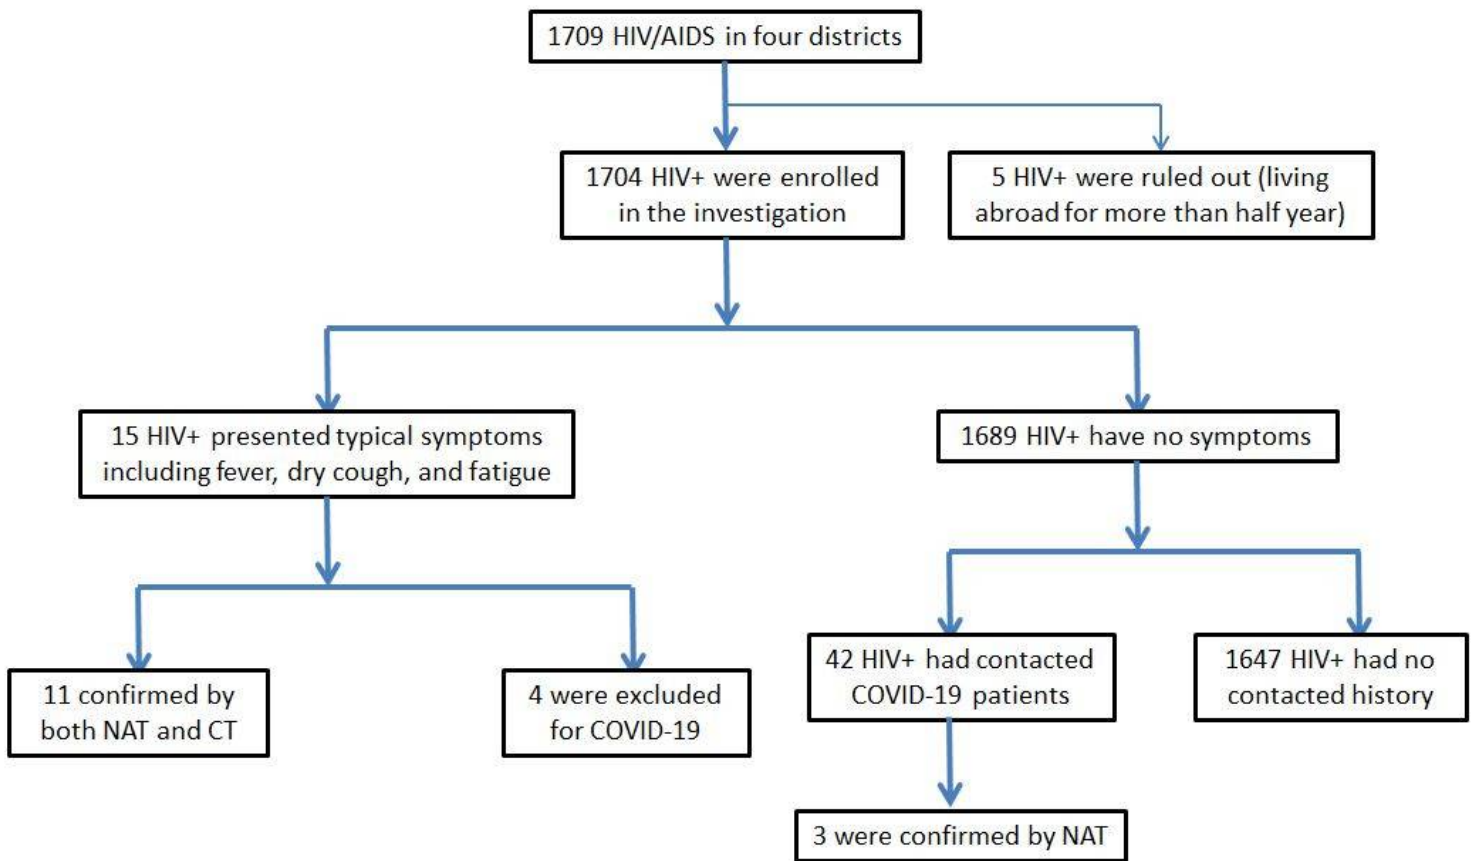 1709 HIV/AIDS in four districts
1704 HIV+ were enrolled
in the investigation
5 HIV+ were ruled out (living
abroad for more than half year)
15 HIV+ presented typical symptoms
including fever, dry cough, and fatigue
1689 HIV+ have no symptoms
11 confirmed by
both NAT and CT
4 were excluded
for COVID-19
42 HIV+ had contacted
COVID-19 patients
1647 HIV+ had no
contacted history
3 were confirmed by NAT